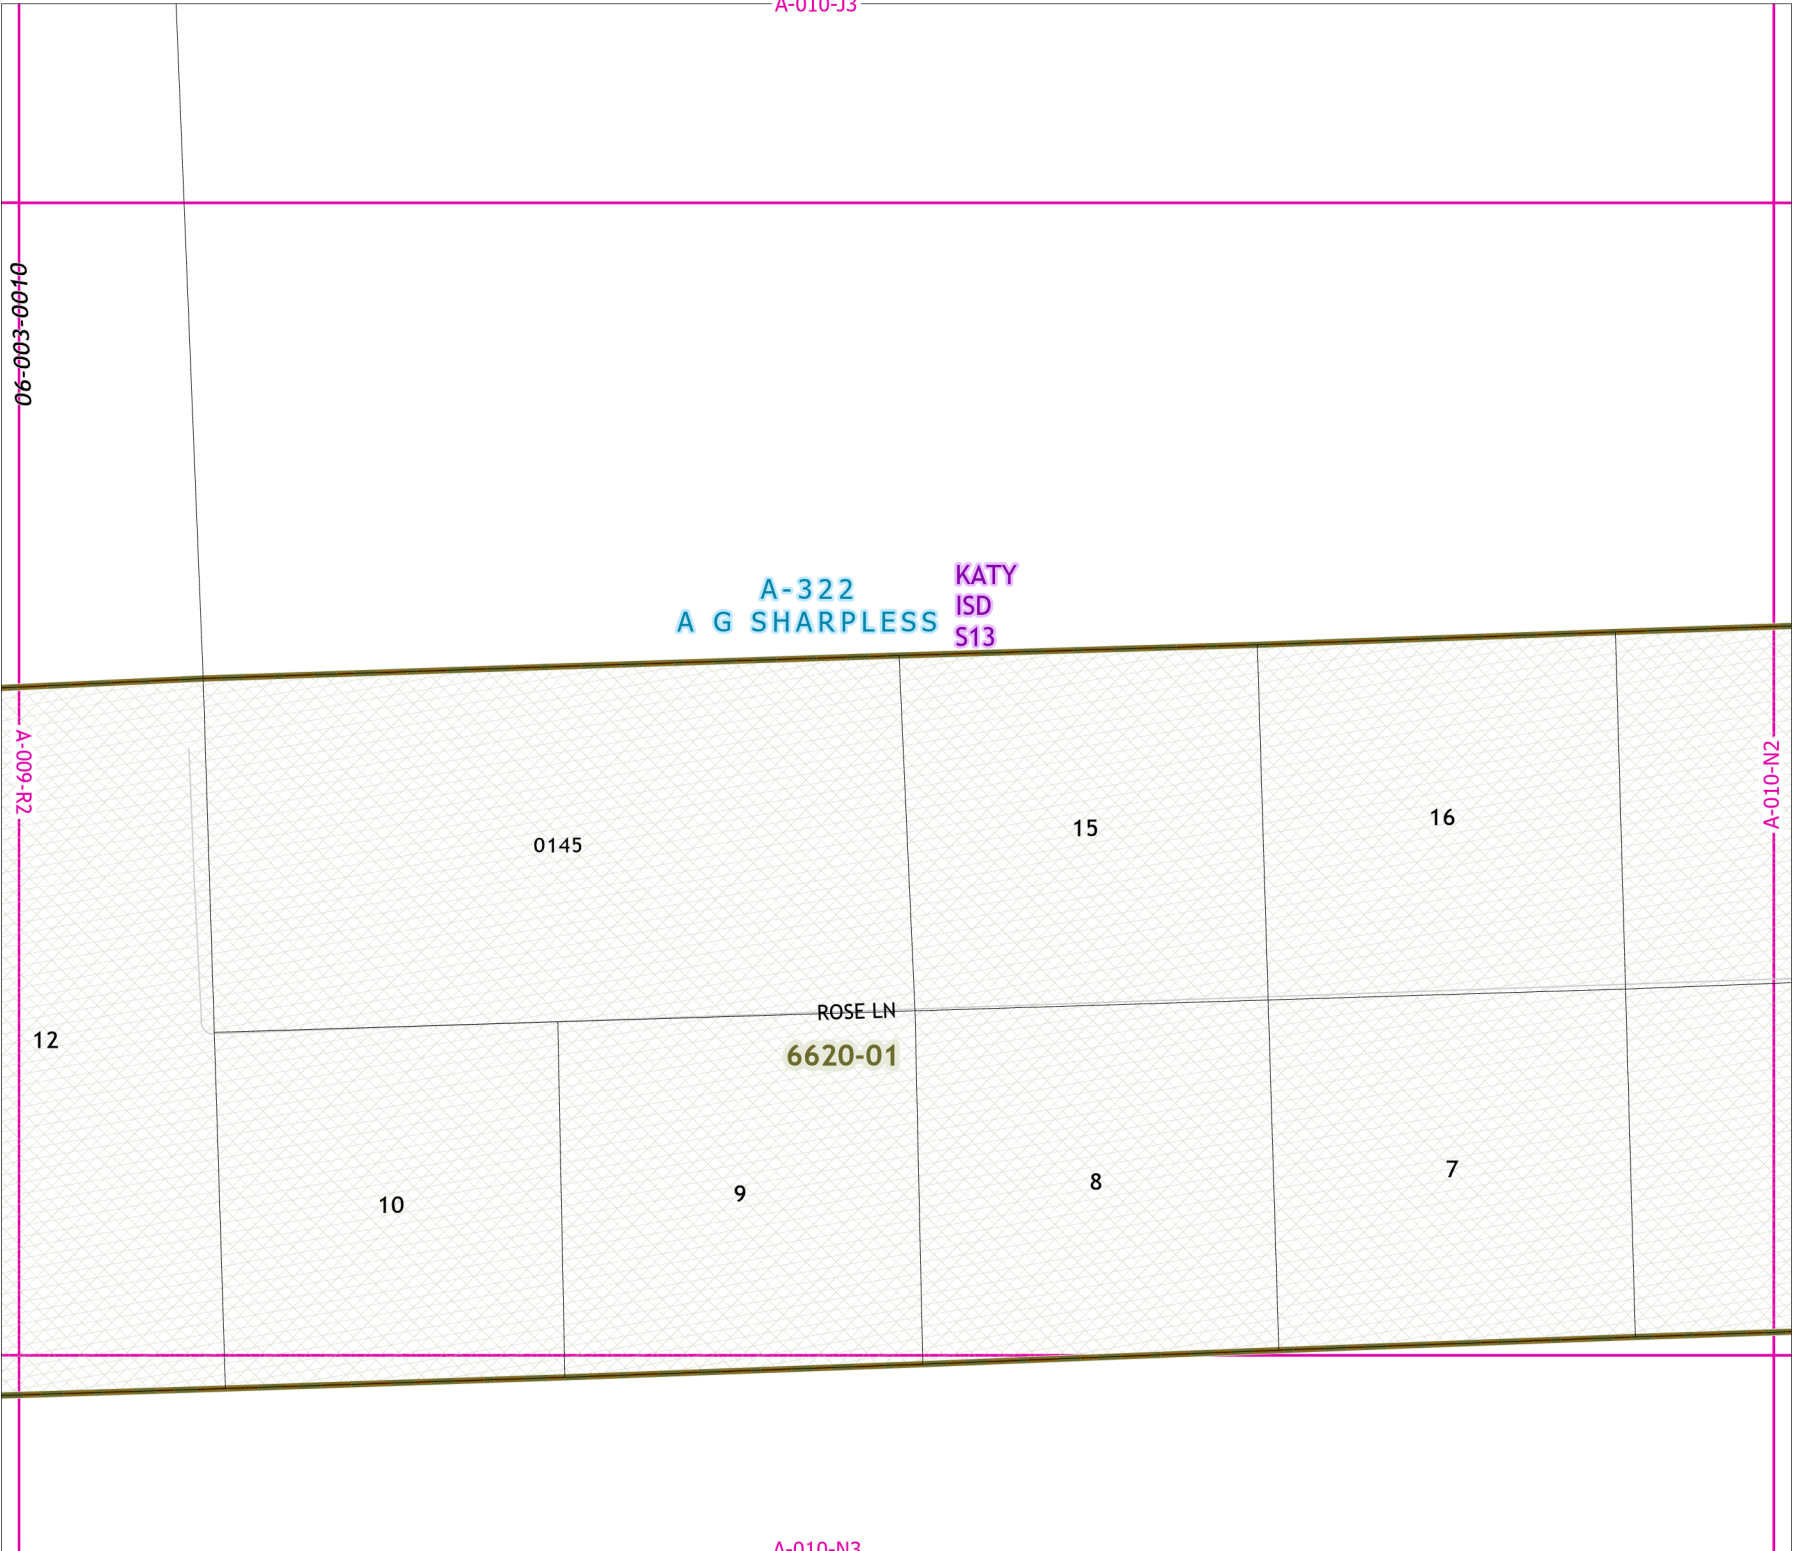 A-010-J3
06-003-0010
A-322
A G SHARPLESS
KATY
ISD
S13
A-009-R2
A-010-N2
0145
15
16
ROSE LN
6620-01
12
10
9
8
7
A-010-N3